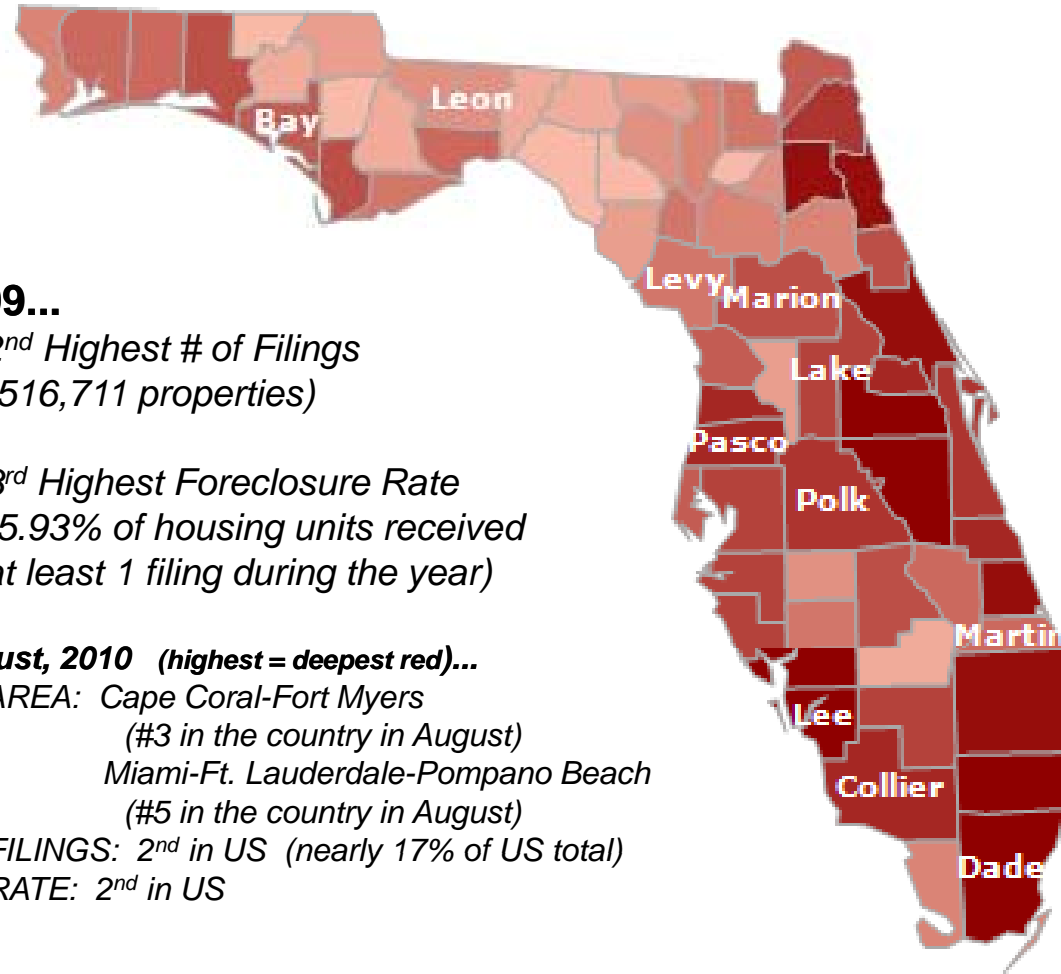 Leon
Bay
Levy
Marion
9...
nd Highest # of Filings
516,711 properties)
Lake
Pasco
rd Highest Foreclosure Rate
5.93% of housing units received
at least 1 filing during the year)
Polk
ust, 2010 (highest = deepest red)...
AREA: Cape Coral-Fort Myers
(#3 in the country in August)
Miami-Ft. Lauderdale-Pompano Beach
(#5 in the country in August)
FILINGS: 2nd in US (nearly 17% of US total)
RATE: 2nd in US
Martin
Lee
Collier
Dade